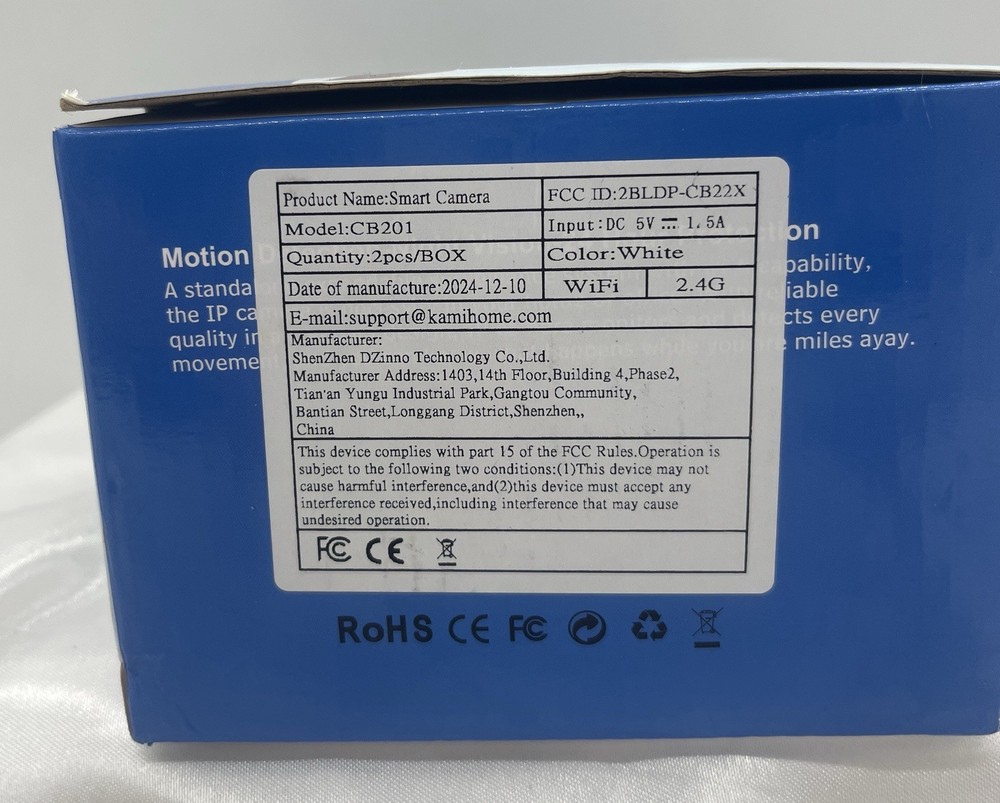 Product Name:Smart Camera
FCC ID:2BLDP-CB22X
Model:CB201
Input:DC 5V ⎓ 1.5A
Quantity:2pcs/BOX
Color:White
Date of manufacture:2024-12-10
WiFi
2.4G
E-mail:support@kamihome.com
Manufacturer:
ShenZhen DZinno Technology Co.,Ltd.
Manufacturer Address:1403,14th Floor,Building 4,Phase2,
Tian'an Yungu Industrial Park,Gangtou Community,
Bantian Street,Longgang District,Shenzhen,,
China
This device complies with part 15 of the FCC Rules.Operation is
subject to the following two conditions:(1)This device may not
cause harmful interference,and(2)this device must accept any
interference received,including interference that may cause
undesired operation.
FC CE
Motion
A standa
the IP ca
quality in
moveme
on
pability,
iable
cts every
miles ayay.
RoHS CE FC